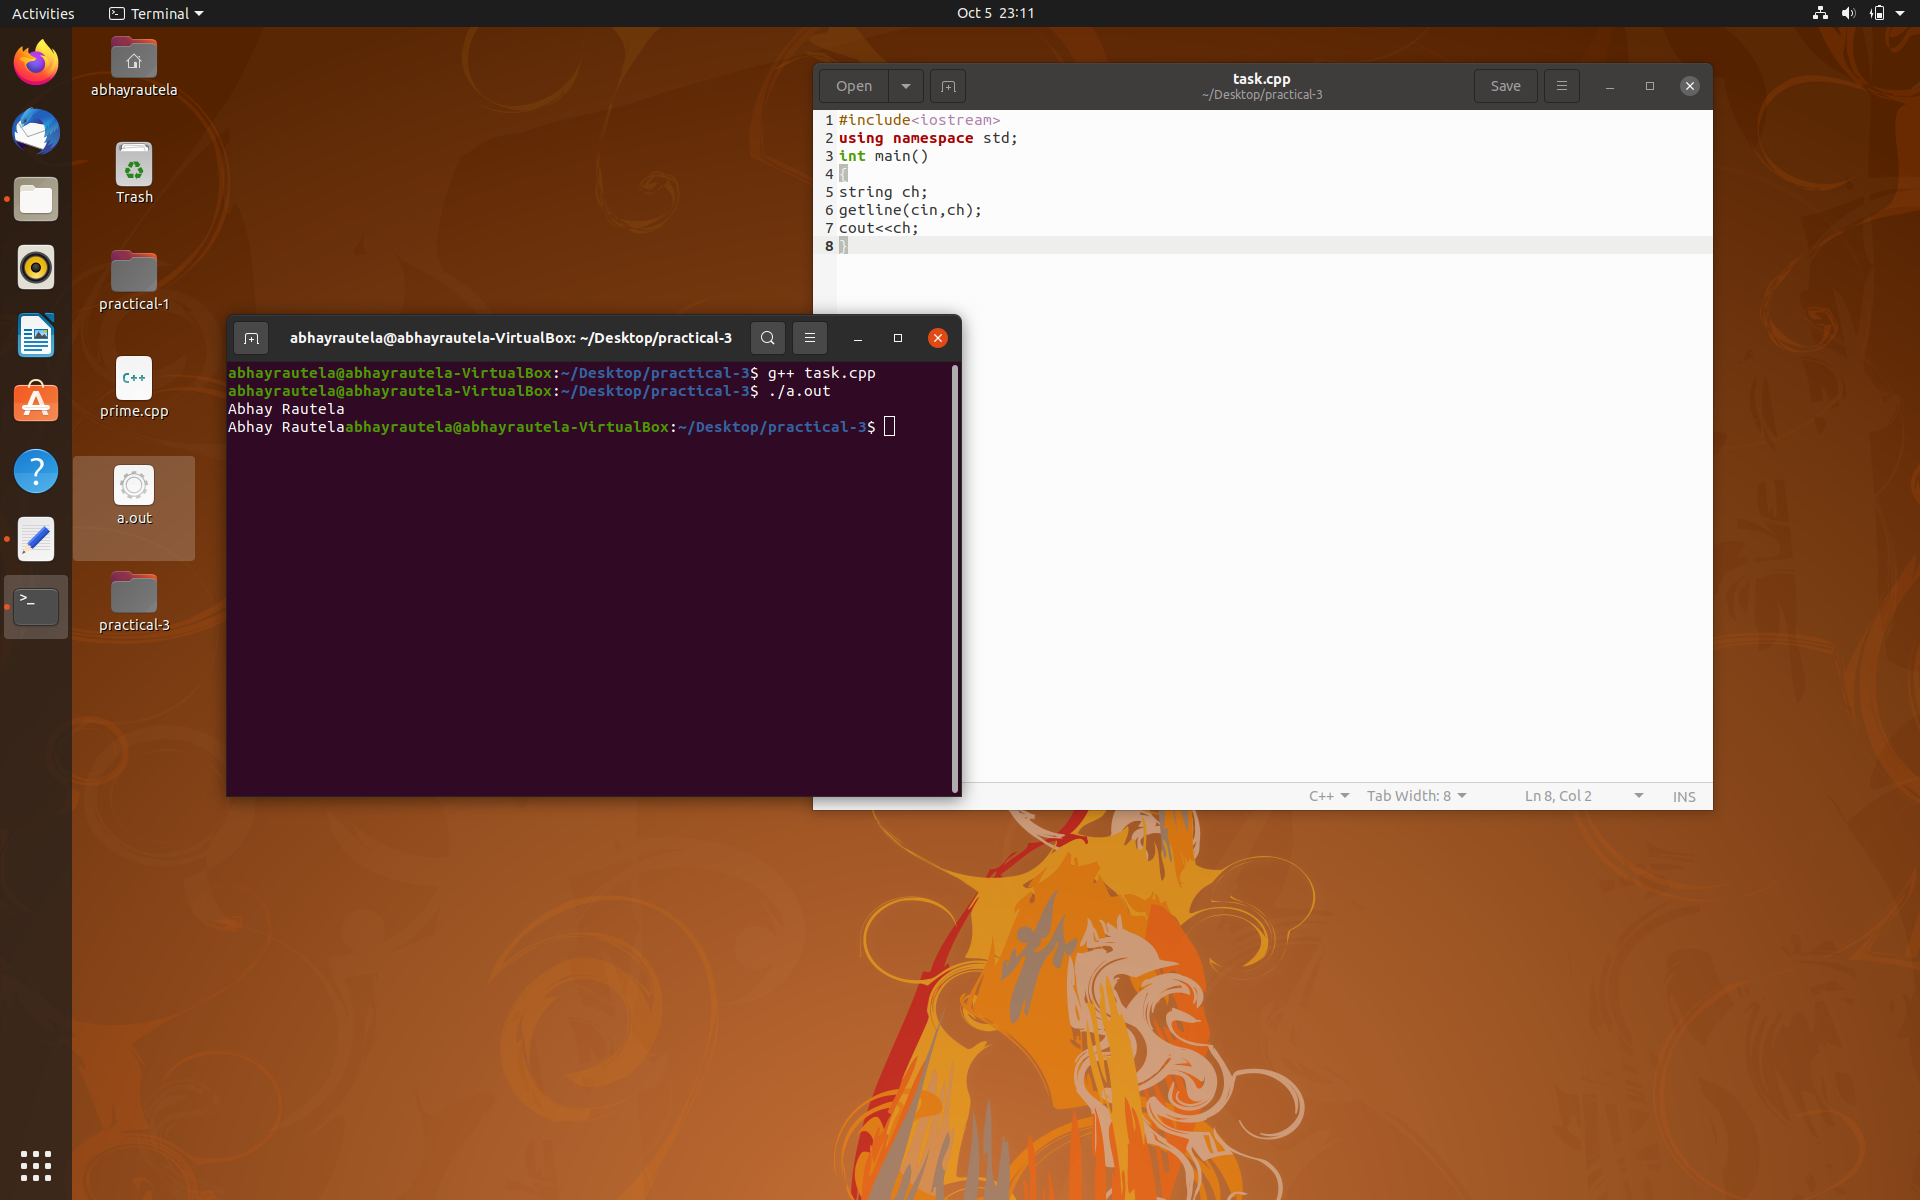 Activities
Terminal
Oct 5 23:11
abhayrautela
Trash
practical-1
C++
prime.cpp
a.out
practical-3
Open
task.cpp
~/Desktop/practical-3
Save
1 #include<iostream>
2 using namespace std;
3 int main()
4 {
5 string ch;
6 getline(cin,ch);
7 cout<<ch;
8 }
C++
Tab Width: 8
Ln 8, Col 2
INS
abhayrautela@abhayrautela-VirtualBox: ~/Desktop/practical-3
abhayrautela@abhayrautela-VirtualBox:~/Desktop/practical-3$ g++ task.cpp
abhayrautela@abhayrautela-VirtualBox:~/Desktop/practical-3$ ./a.out
Abhay Rautela
Abhay Rautelaabhayrautela@abhayrautela-VirtualBox:~/Desktop/practical-3$